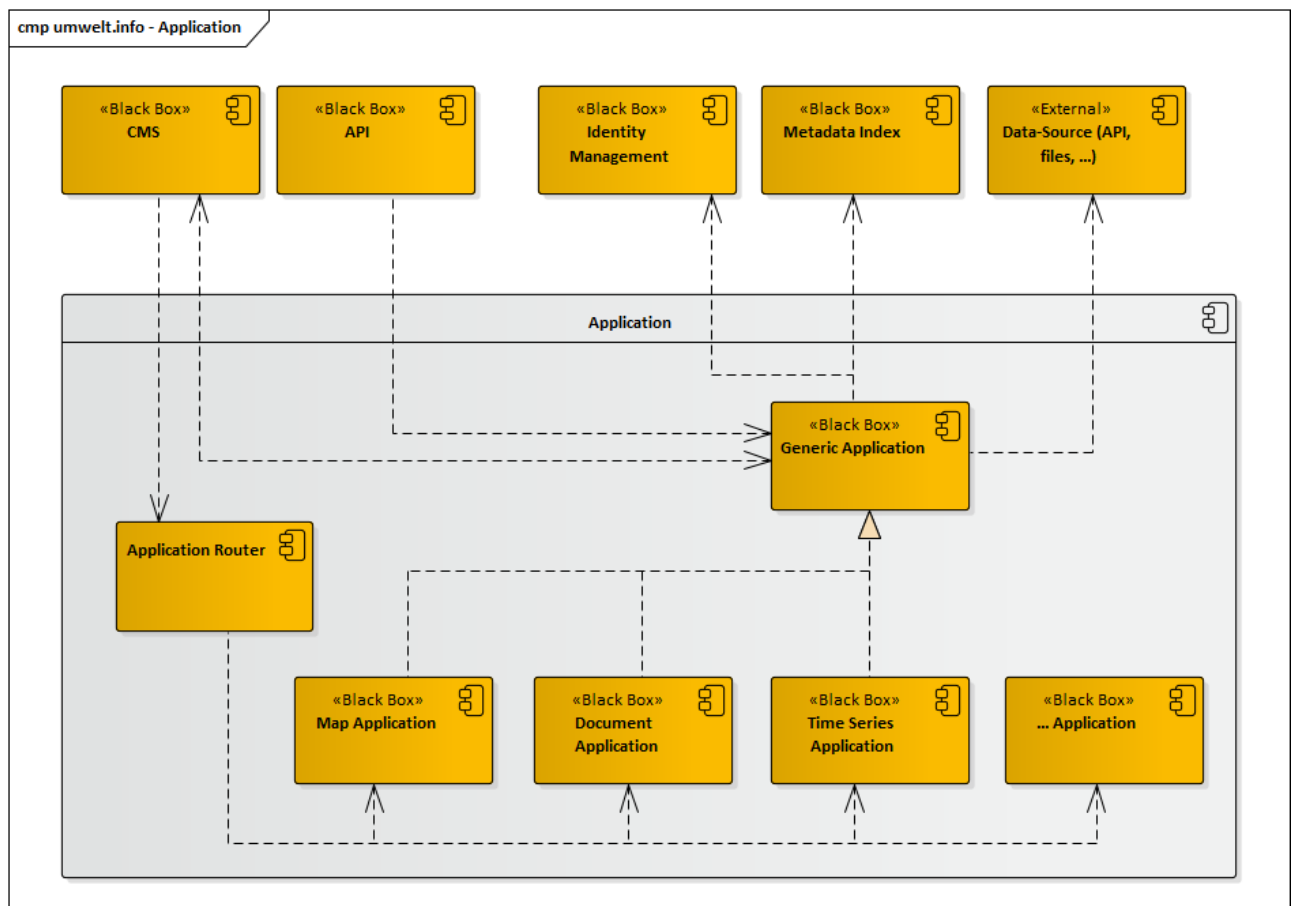 cmp umwelt.info - Application
«Black Box»
CMS
«Black Box»
API
«Black Box»
Identity
Management
«Black Box»
Metadata Index
«External»
Data-Source (API,
files, ...)
Application
«Black Box»
Generic Application
Application Router
«Black Box»
Map Application
«Black Box»
Document
Application
«Black Box»
Time Series
Application
«Black Box»
... Application